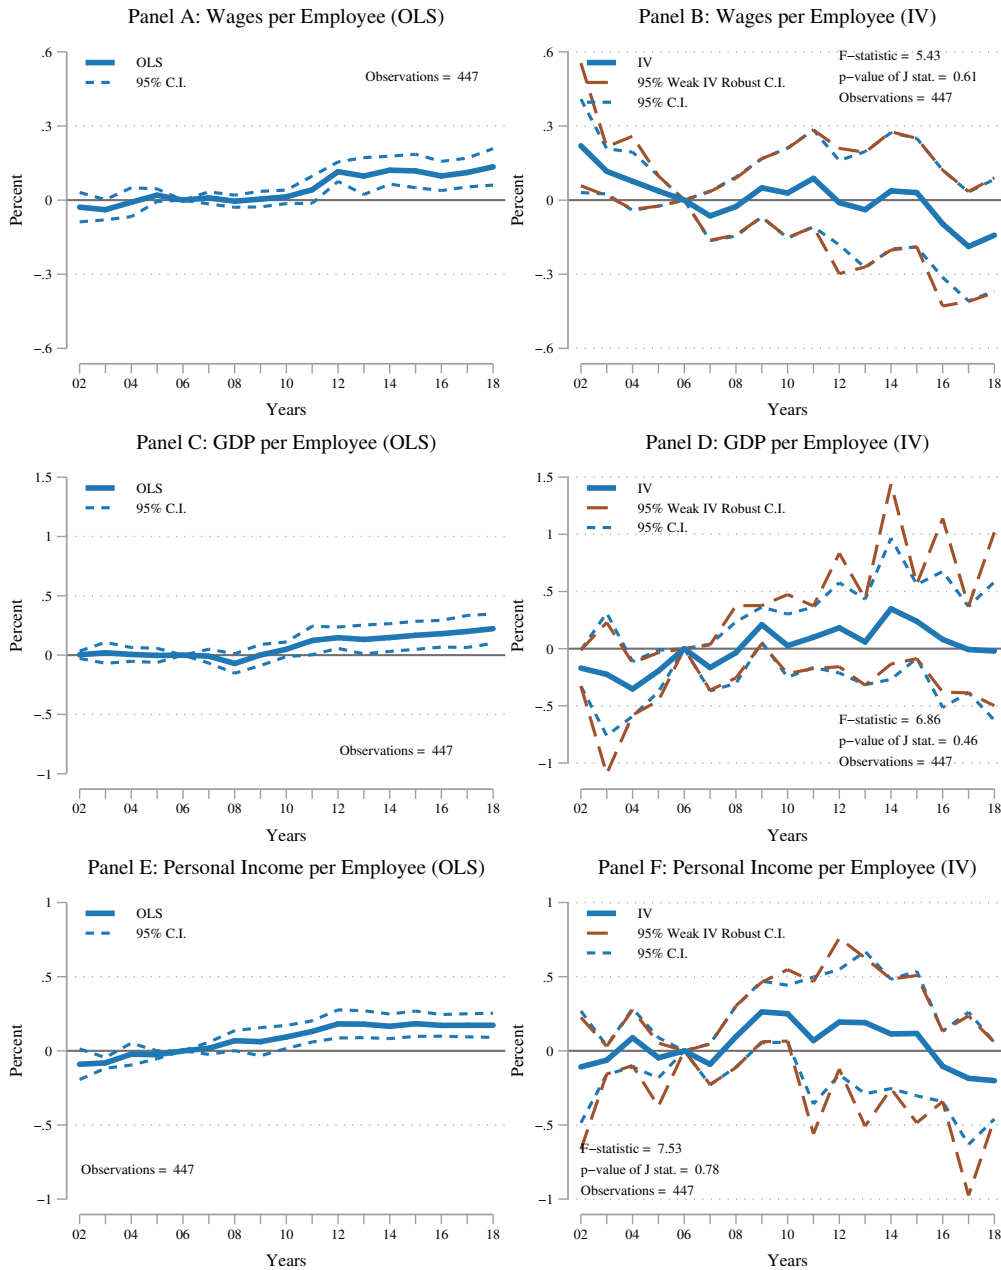 Panel A: Wages per Employee (OLS)
.6
.3
0
−.3
−.6
Percent
OLS
95% C.I.
Observations = 447
02 04 06 08 10 12 14 16 18
Years
Panel B: Wages per Employee (IV)
.6
.3
0
−.3
−.6
Percent
IV
95% Weak IV Robust C.I.
95% C.I.
F−statistic = 5.43
p−value of J stat. = 0.61
Observations = 447
02 04 06 08 10 12 14 16 18
Years
Panel C: GDP per Employee (OLS)
1.5
1
.5
0
−.5
−1
Percent
OLS
95% C.I.
Observations = 447
02 04 06 08 10 12 14 16 18
Years
Panel D: GDP per Employee (IV)
1.5
1
.5
0
−.5
−1
Percent
IV
95% Weak IV Robust C.I.
95% C.I.
F−statistic = 6.86
p−value of J stat. = 0.46
Observations = 447
02 04 06 08 10 12 14 16 18
Years
Panel E: Personal Income per Employee (OLS)
1
.5
0
−.5
−1
Percent
OLS
95% C.I.
Observations = 447
02 04 06 08 10 12 14 16 18
Years
Panel F: Personal Income per Employee (IV)
1
.5
0
−.5
−1
Percent
IV
95% Weak IV Robust C.I.
95% C.I.
F−statistic = 7.53
p−value of J stat. = 0.78
Observations = 447
02 04 06 08 10 12 14 16 18
Years